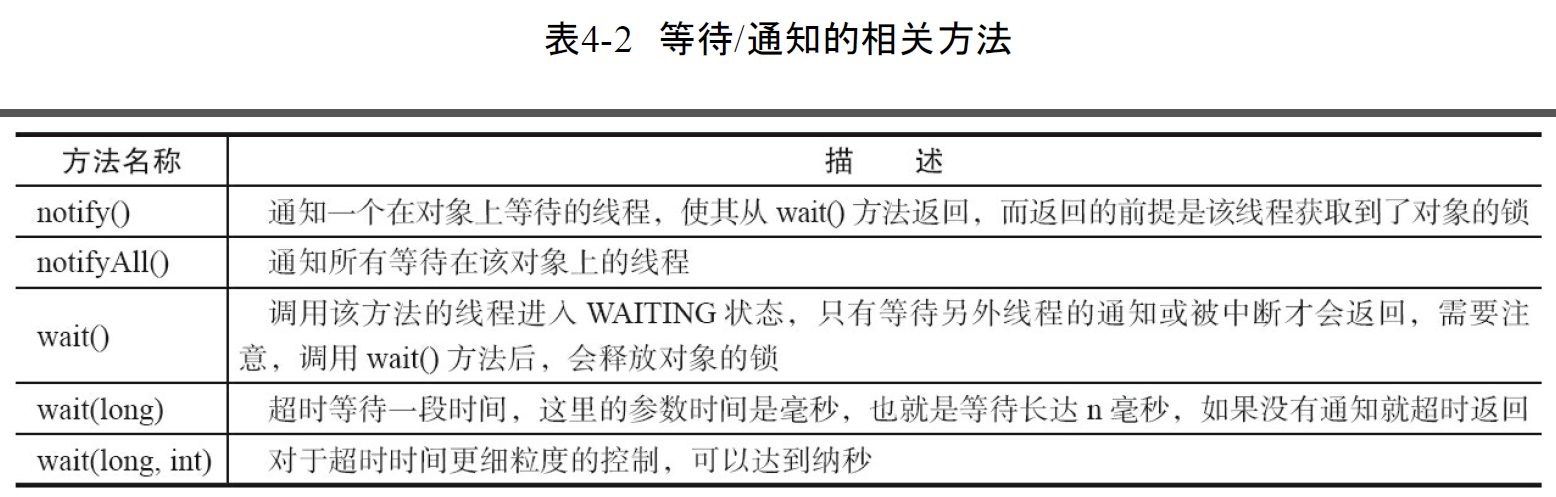 表4-2 等待/通知的相关方法
方法名称 描 述
notify() 通知一个在对象上等待的线程，使其从 wait() 方法返回，而返回的前提是该线程获取到了对象的锁
notifyAll() 通知所有等待在该对象上的线程
wait() 调用该方法的线程进入 WAITING 状态，只有等待另外线程的通知或被中断才会返回，需要注
意，调用 wait() 方法后，会释放对象的锁
wait(long) 超时等待一段时间，这里的参数时间是毫秒，也就是等待长达 n 毫秒，如果没有通知就超时返回
wait(long, int) 对于超时时间更细粒度的控制，可以达到纳秒